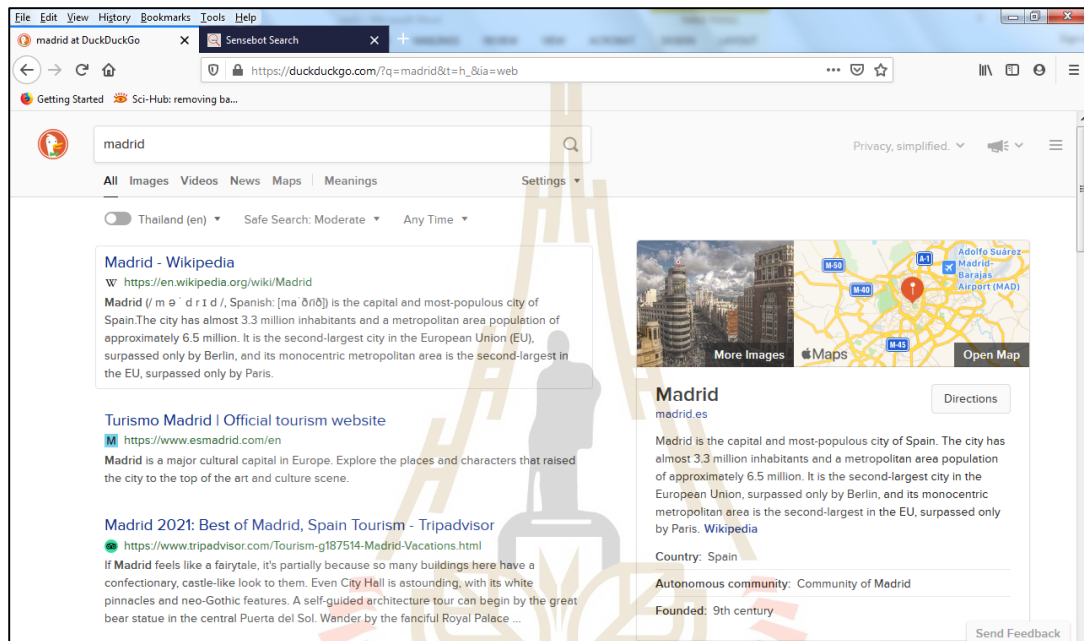 File Edit View History Bookmarks Tools Help
madrid at DuckDuckGo
Sensebot Search
https://duckduckgo.com/?q=madrid&t=h_&ia=web
Getting Started Sci-Hub: removing ba...
madrid
Privacy, simplified.
All Images Videos News Maps Meanings Settings
Thailand (en) Safe Search: Moderate Any Time
Madrid - Wikipedia
W https://en.wikipedia.org/wiki/Madrid
Madrid (/ m ə ˈ d r ɪ d /, Spanish: [maˈðɾið]) is the capital and most-populous city of
Spain.The city has almost 3.3 million inhabitants and a metropolitan area population of
approximately 6.5 million. It is the second-largest city in the European Union (EU),
surpassed only by Berlin, and its monocentric metropolitan area is the second-largest in
the EU, surpassed only by Paris.
Turismo Madrid | Official tourism website
M https://www.esmadrid.com/en
Madrid is a major cultural capital in Europe. Explore the places and characters that raised
the city to the top of the art and culture scene.
Madrid 2021: Best of Madrid, Spain Tourism - Tripadvisor
https://www.tripadvisor.com/Tourism-g187514-Madrid-Vacations.html
If Madrid feels like a fairytale, it's partially because so many buildings here have a
confectionary, castle-like look to them. Even City Hall is astounding, with its white
pinnacles and neo-Gothic features. A self-guided architecture tour can begin by the great
bear statue in the central Puerta del Sol. Wander by the fanciful Royal Palace ...
M-50
A-1
Adolfo Suárez
Madrid-
Barajas
Airport (MAD)
M-40
M-45
More Images
Maps
Open Map
Madrid
Directions
madrid.es
Madrid is the capital and most-populous city of Spain. The city has
almost 3.3 million inhabitants and a metropolitan area population
of approximately 6.5 million. It is the second-largest city in the
European Union, surpassed only by Berlin, and its monocentric
metropolitan area is the second-largest in the EU, surpassed only
by Paris. Wikipedia
Country: Spain
Autonomous community: Community of Madrid
Founded: 9th century
Send Feedback